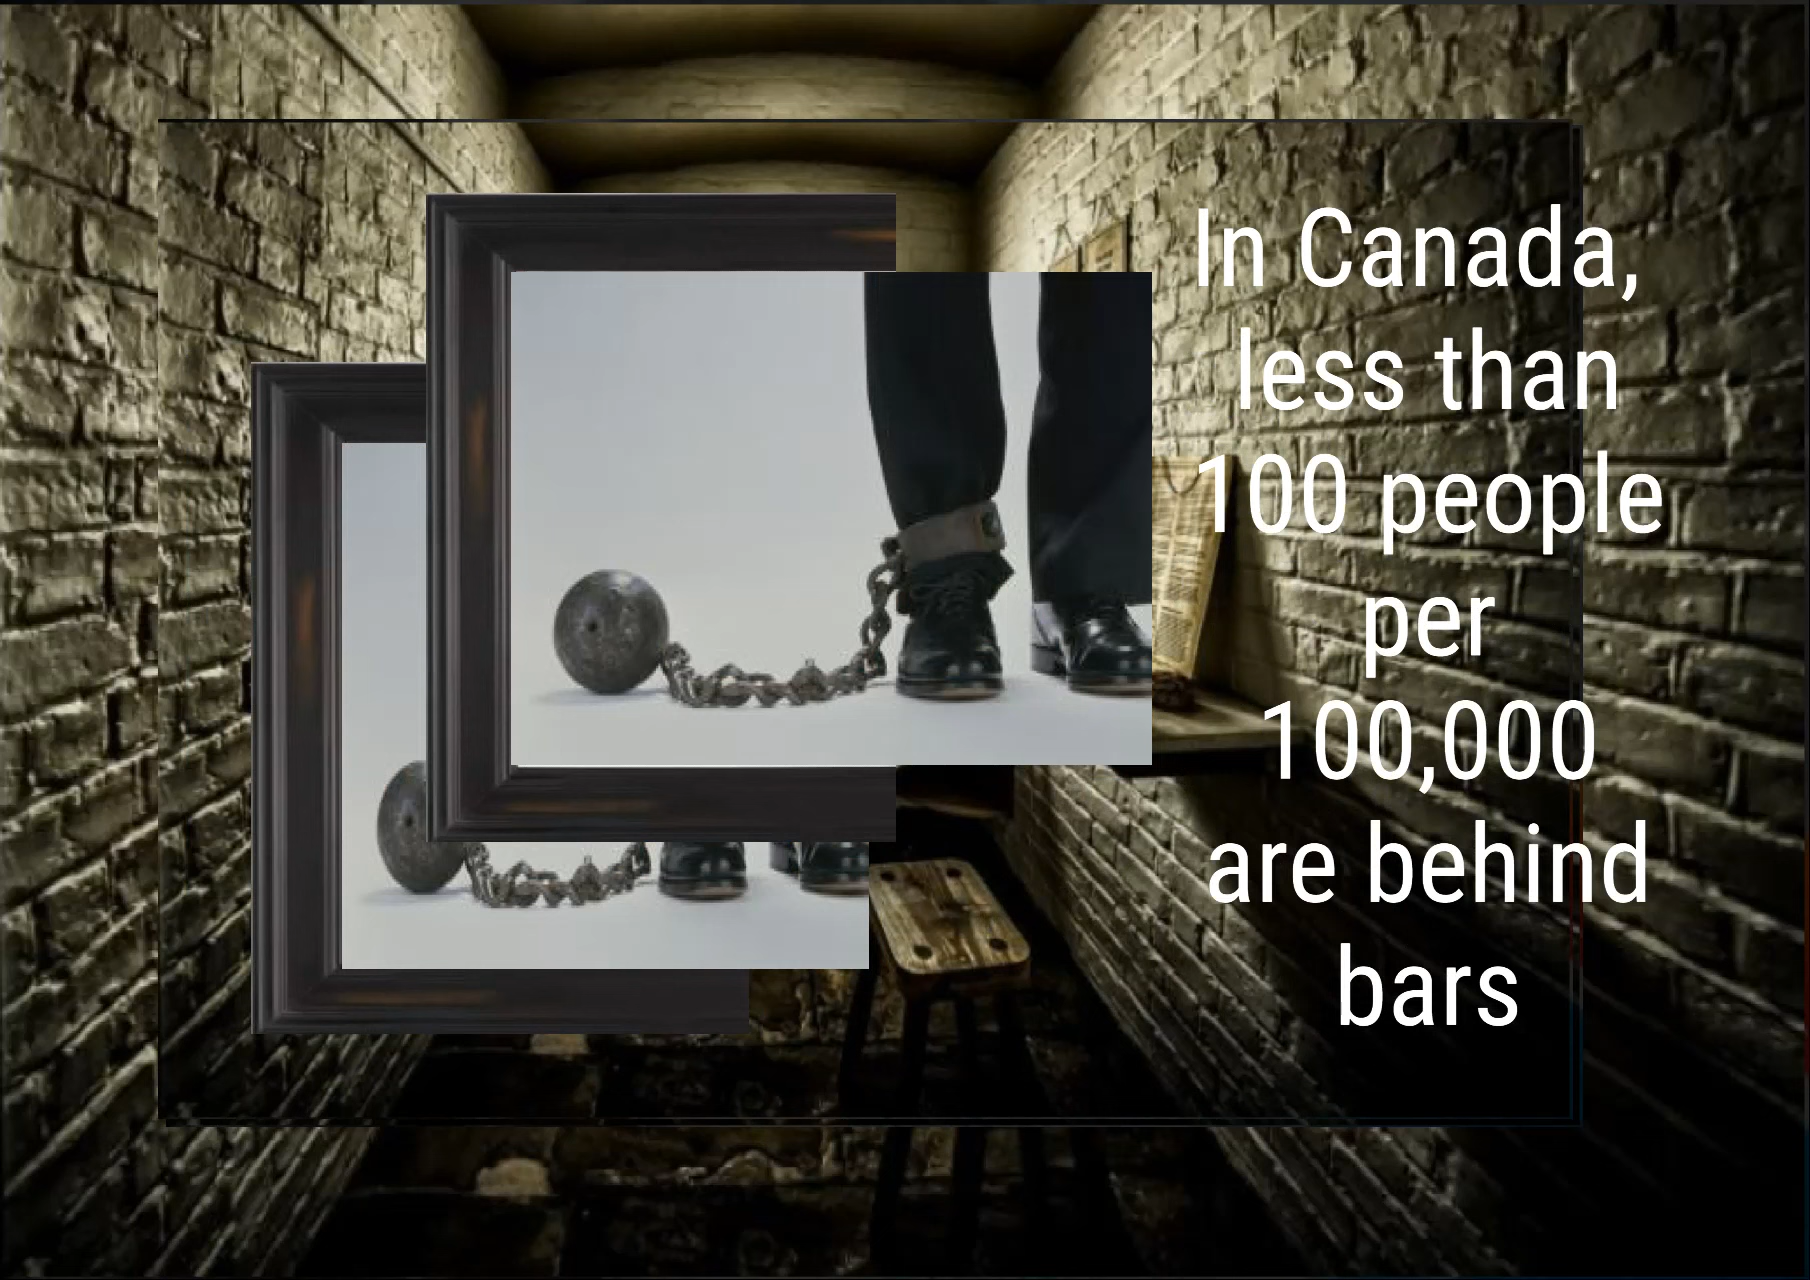 In Canada,
less than
100 people
per
100,000
are behind
bars